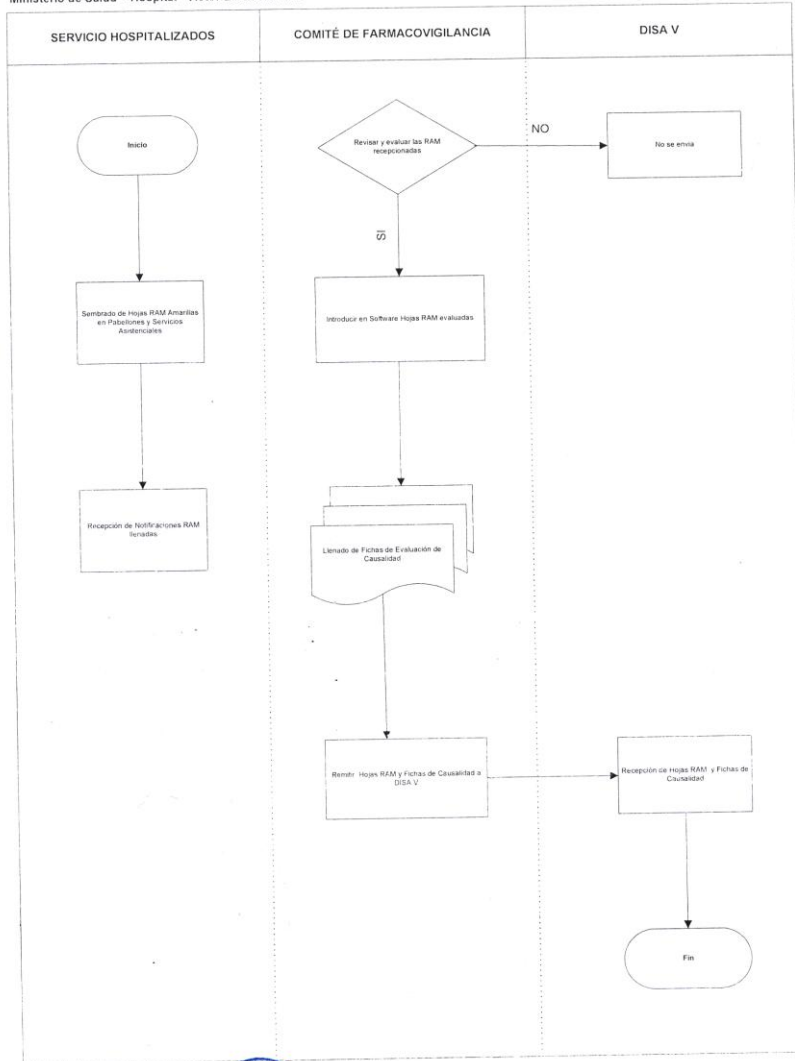 Ministerio de Salud - Hospital
SERVICIO HOSPITALIZADOS
COMITÉ DE FARMACOVIGILANCIA
DISA V
Inicio
Sembrado de Hojas RAM Amarillas
en Pabellones y Servicios
Asistenciales
Recepción de Notificaciones RAM
llenadas
Revisar y evaluar las RAM
recepcionadas
NO
No se envia
SI
Introducir en Software Hojas RAM evaluadas
Llenado de Fichas de Evaluación de
Causalidad
Remitir Hojas RAM y Fichas de Causalidad a
DISA V
Recepción de Hojas RAM y Fichas de
Causalidad
Fin